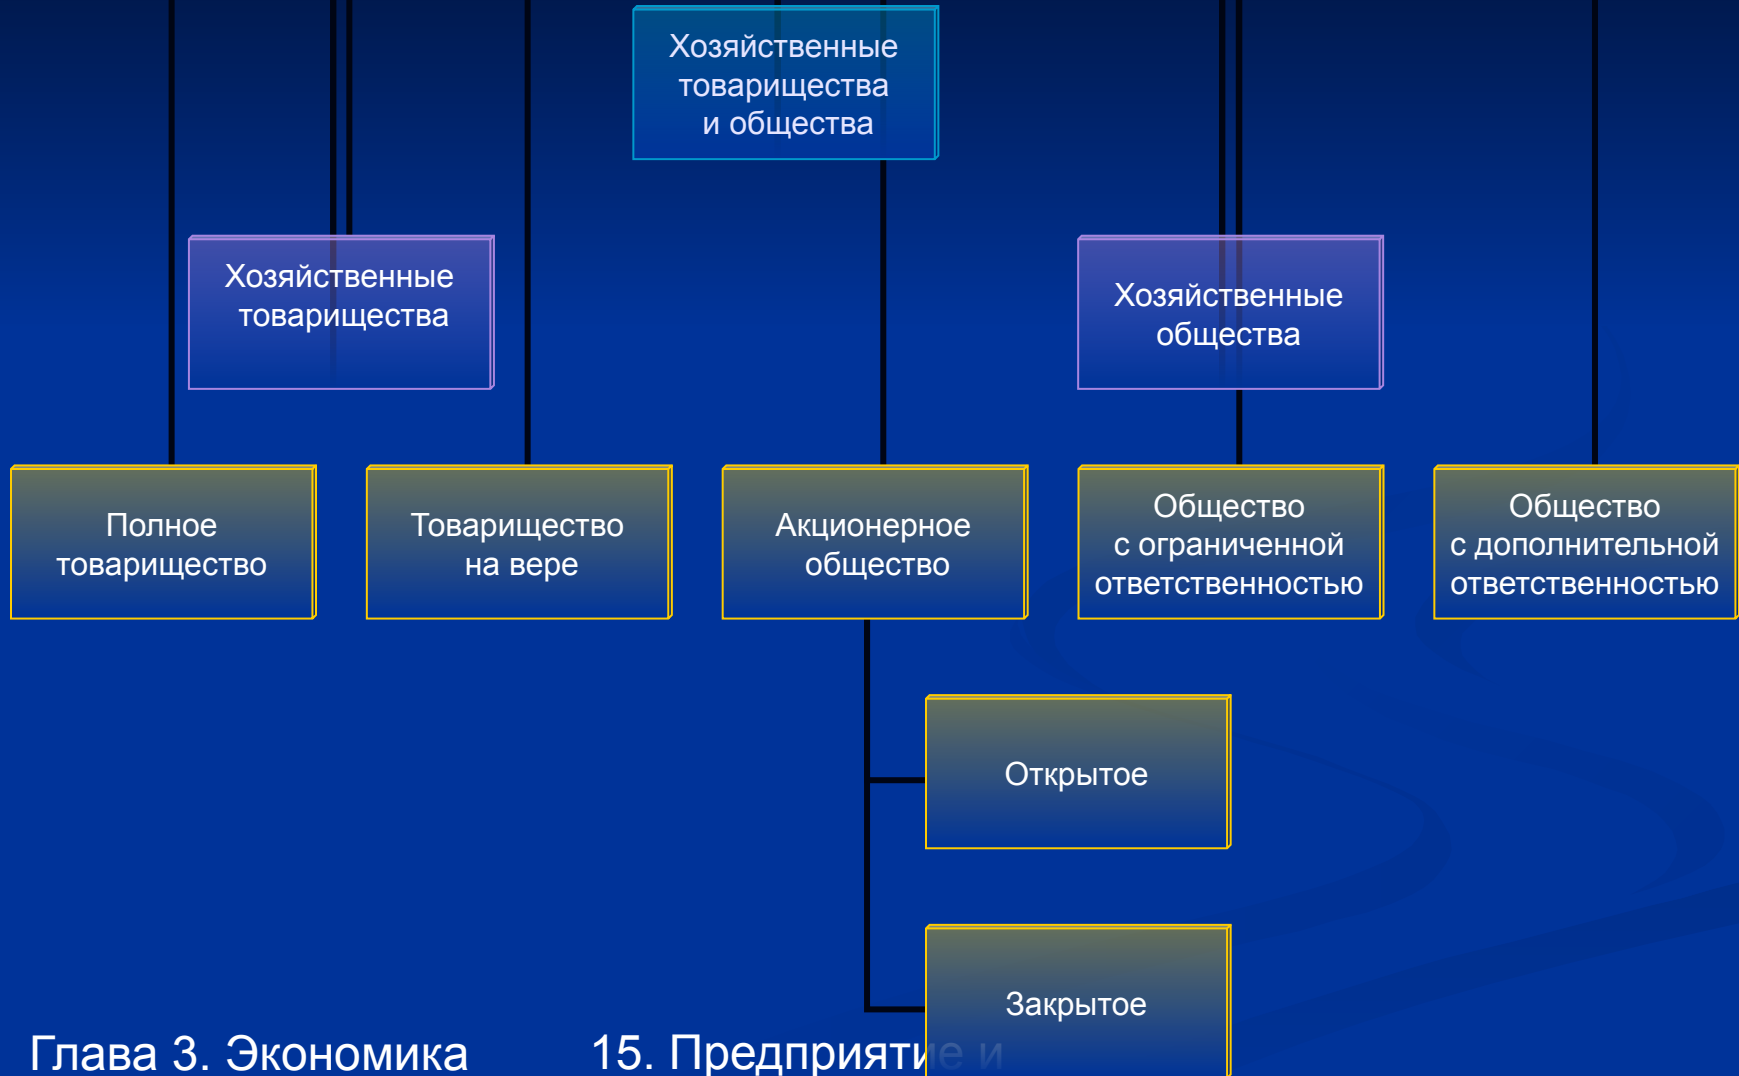 Хозяйственные
товарищества
и общества
Хозяйственные
товарищества
Хозяйственные
общества
Полное
товарищество
Товарищество
на вере
Акционерное
общество
Общество
с ограниченной
ответственностью
Общество
с дополнительной
ответственностью
Открытое
Закрытое
Глава 3. Экономика
15. Предприятие и